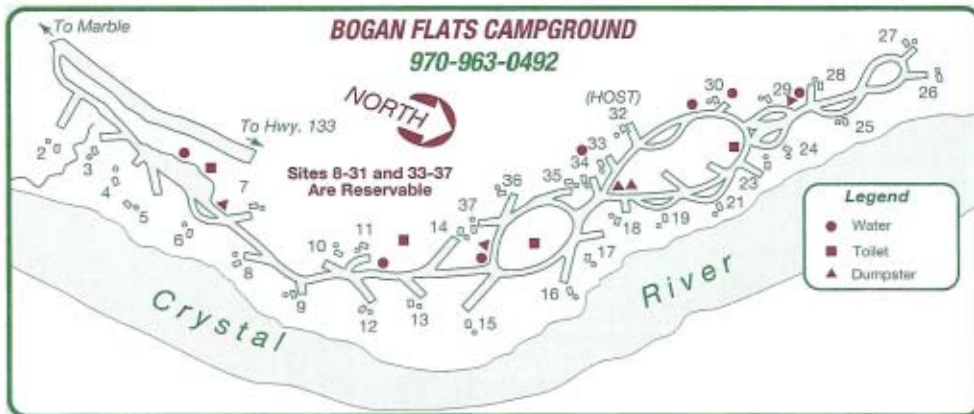 To Marble
BOGAN FLATS CAMPGROUND
970-963-0492
NORTH
To Hwy. 133
Sites 8-31 and 33-37
Are Reservable
(HOST)
2
3
4
5
6
7
8
9
10
11
12
13
14
15
16
17
18
19
21
23
24
25
26
27
28
29
30
32
33
34
35
36
37
Crystal
River
Legend
Water
Toilet
Dumpster